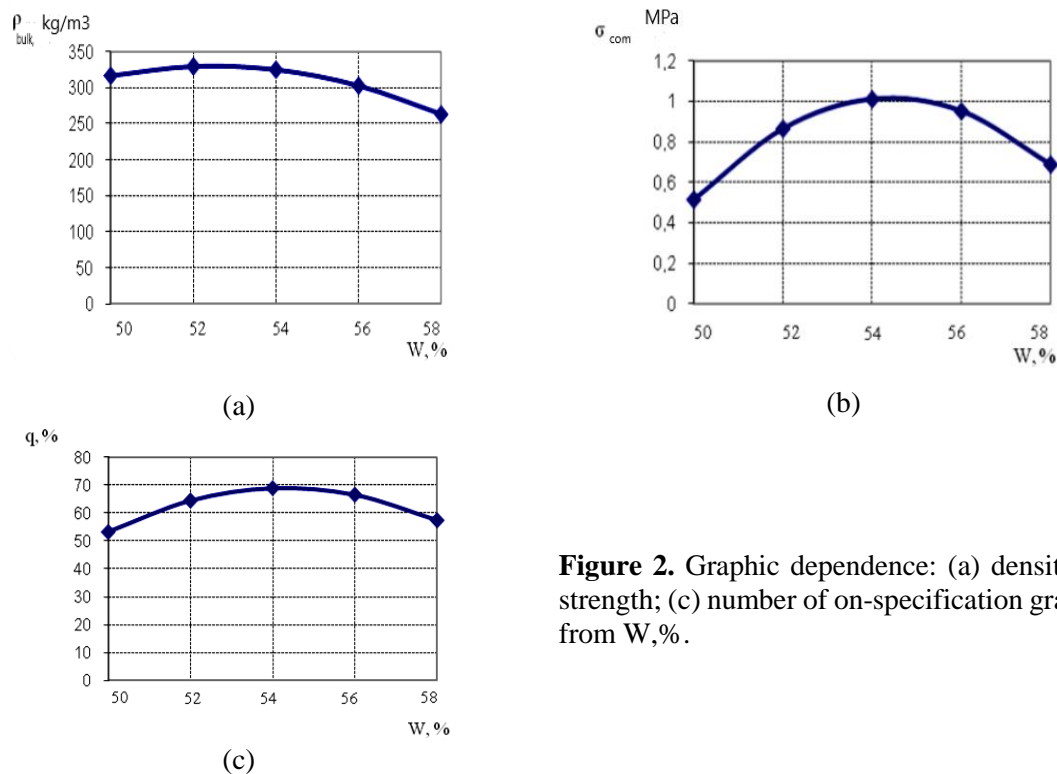 ρ bulk, kg/m3
350
300
250
200
150
100
50
0
50 52 54 56 58
W,%
(a)
σ com MPa
1,2
1
0,8
0,6
0,4
0,2
0
50 52 54 56 58
W,%
(b)
q,%
80
70
60
50
40
30
20
10
0
50 52 54 56 58
W,%
(c)
Figure 2. Graphic dependence: (a) densit
strength; (c) number of on-specification gra
from W,%.